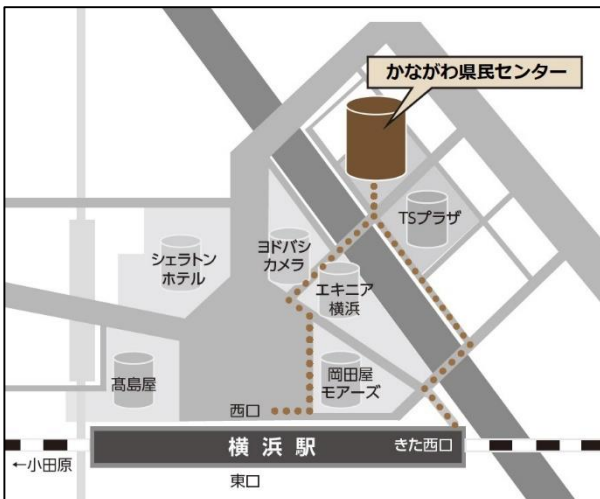 かながわ県民センター
TSプラザ
ヨドバシ
カメラ
シェラトン
ホテル
エキニア
横浜
岡田屋
モアーズ
髙島屋
西口
横浜駅
きた西口
←小田原
東口